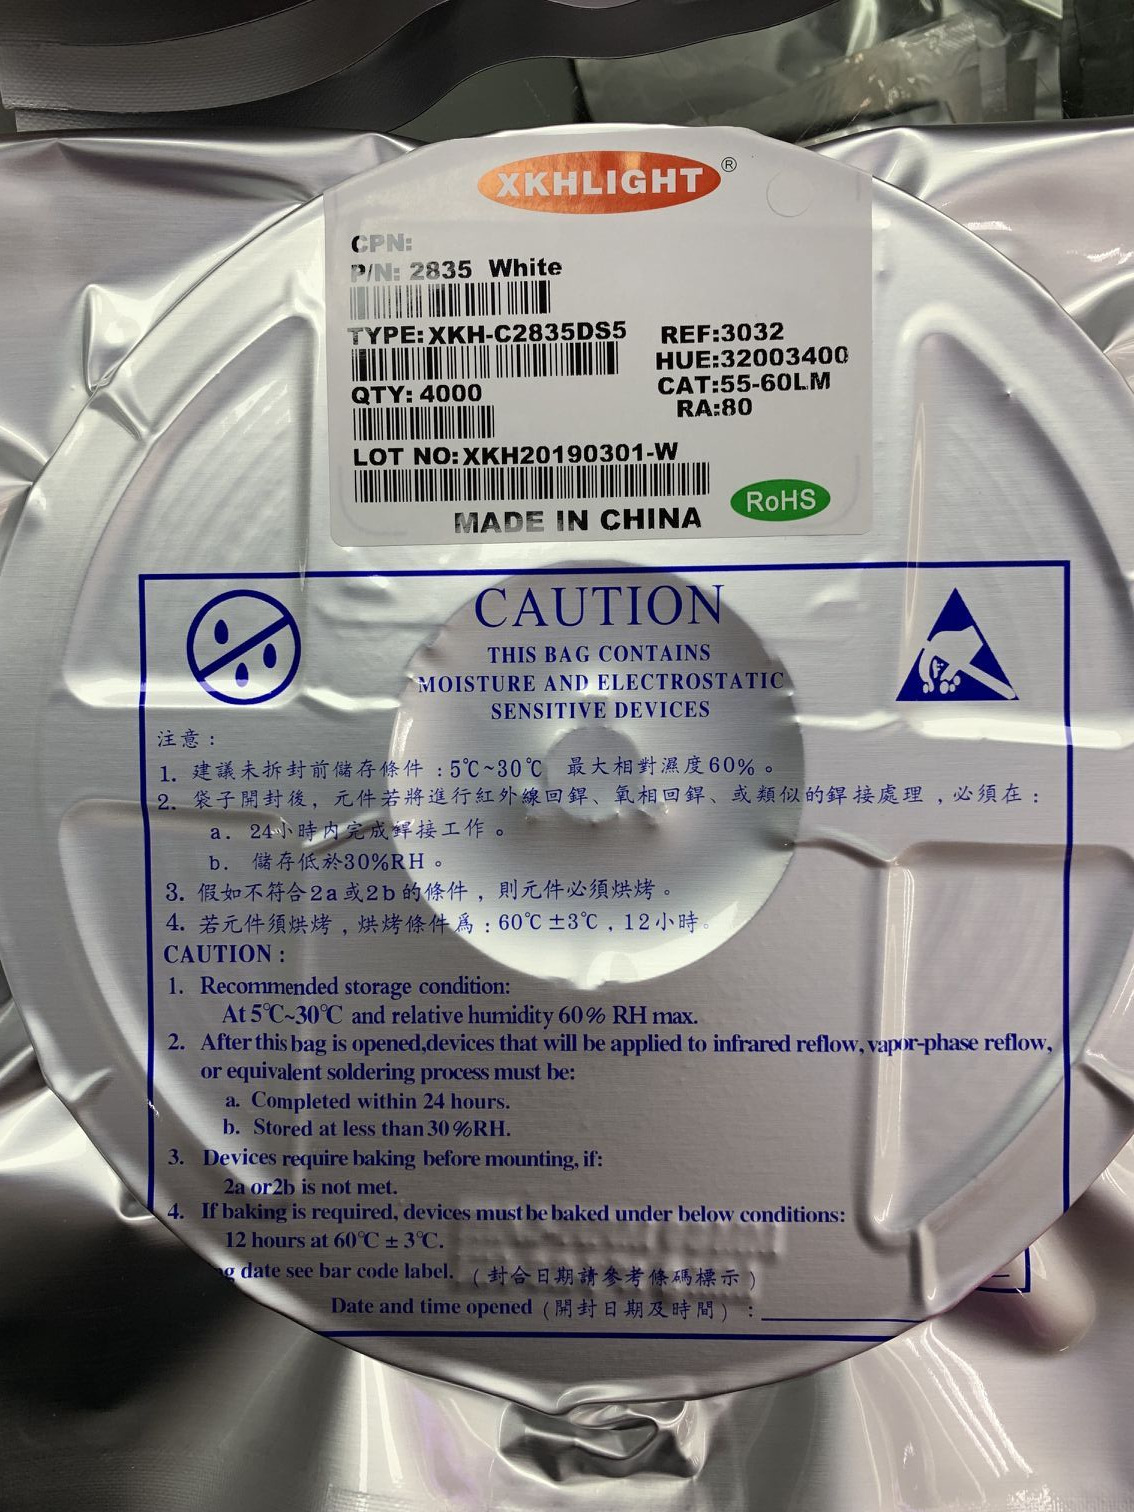 XKHLIGHT ®
CPN:
P/N: 2835 White
TYPE: XKH-C2835DS5
REF:3032
HUE:32003400
QTY: 4000
CAT:55-60LM
RA:80
LOT NO:XKH20190301-W
RoHS
MADE IN CHINA
CAUTION
THIS BAG CONTAINS
MOISTURE AND ELECTROSTATIC
SENSITIVE DEVICES
注意：
1. 建議未拆封前儲存條件：5℃~30℃ 最大相對濕度60%。
2. 袋子開封後，元件若將進行紅外線回銲、氧相回銲、或類似的銲接處理，必須在：
a. 24小時內完成銲接工作。
b. 儲存低於30%RH。
3. 假如不符合2a或2b的條件，則元件必須烘烤。
4. 若元件須烘烤，烘烤條件爲：60℃±3℃，12小時。
CAUTION:
1. Recommended storage condition:
At 5℃~30℃ and relative humidity 60% RH max.
2. After this bag is opened,devices that will be applied to infrared reflow, vapor-phase reflow,
or equivalent soldering process must be:
a. Completed within 24 hours.
b. Stored at less than 30%RH.
3. Devices require baking before mounting, if:
2a or2b is not met.
4. If baking is required, devices must be baked under below conditions:
12 hours at 60℃ ± 3℃.
g date see bar code label. (封合日期請參考條碼標示)
Date and time opened (開封日期及時間) :